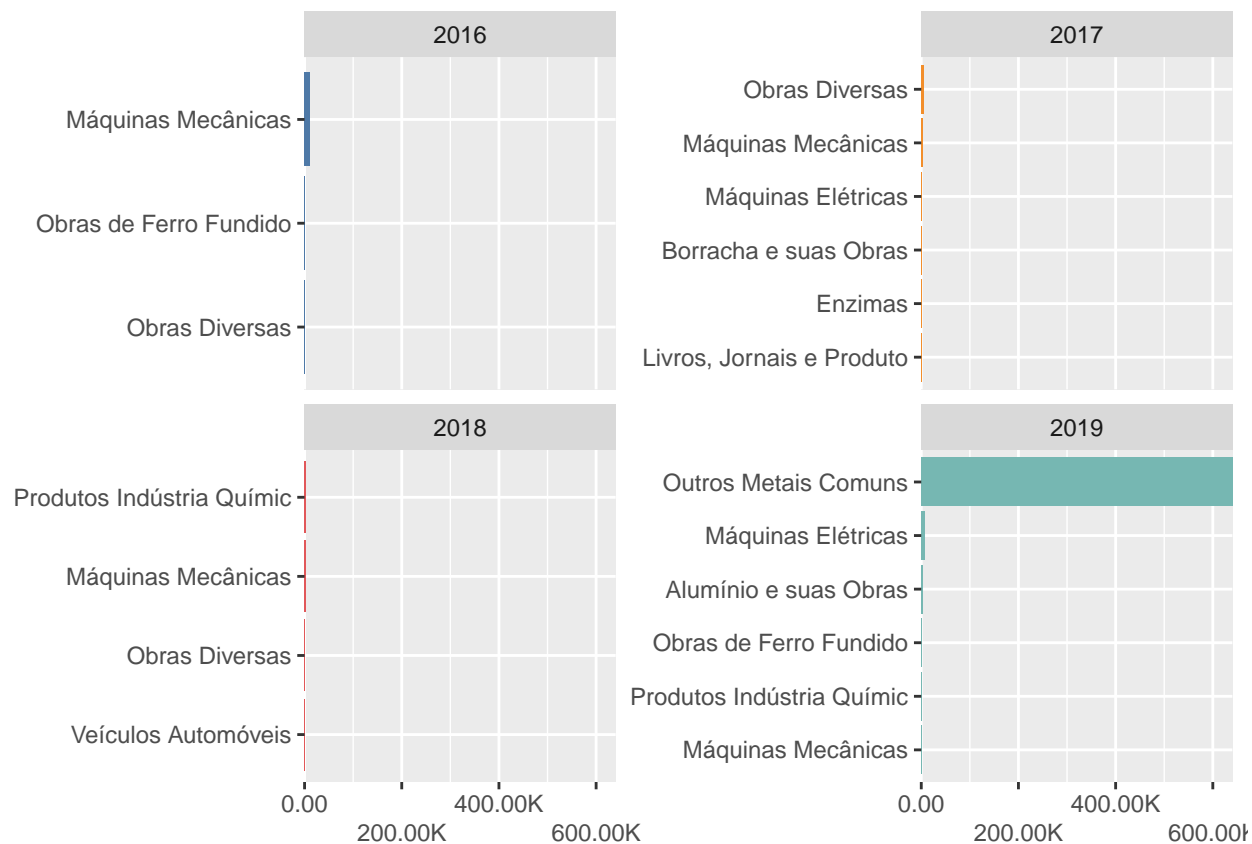 2016
Máquinas Mecânicas
Obras de Ferro Fundido
Obras Diversas
2017
Obras Diversas
Máquinas Mecânicas
Máquinas Elétricas
Borracha e suas Obras
Enzimas
Livros, Jornais e Produto
2018
Produtos Indústria Químic
Máquinas Mecânicas
Obras Diversas
Veículos Automóveis
0.00
200.00K
400.00K
600.00K
2019
Outros Metais Comuns
Máquinas Elétricas
Alumínio e suas Obras
Obras de Ferro Fundido
Produtos Indústria Químic
Máquinas Mecânicas
0.00
200.00K
400.00K
600.00K